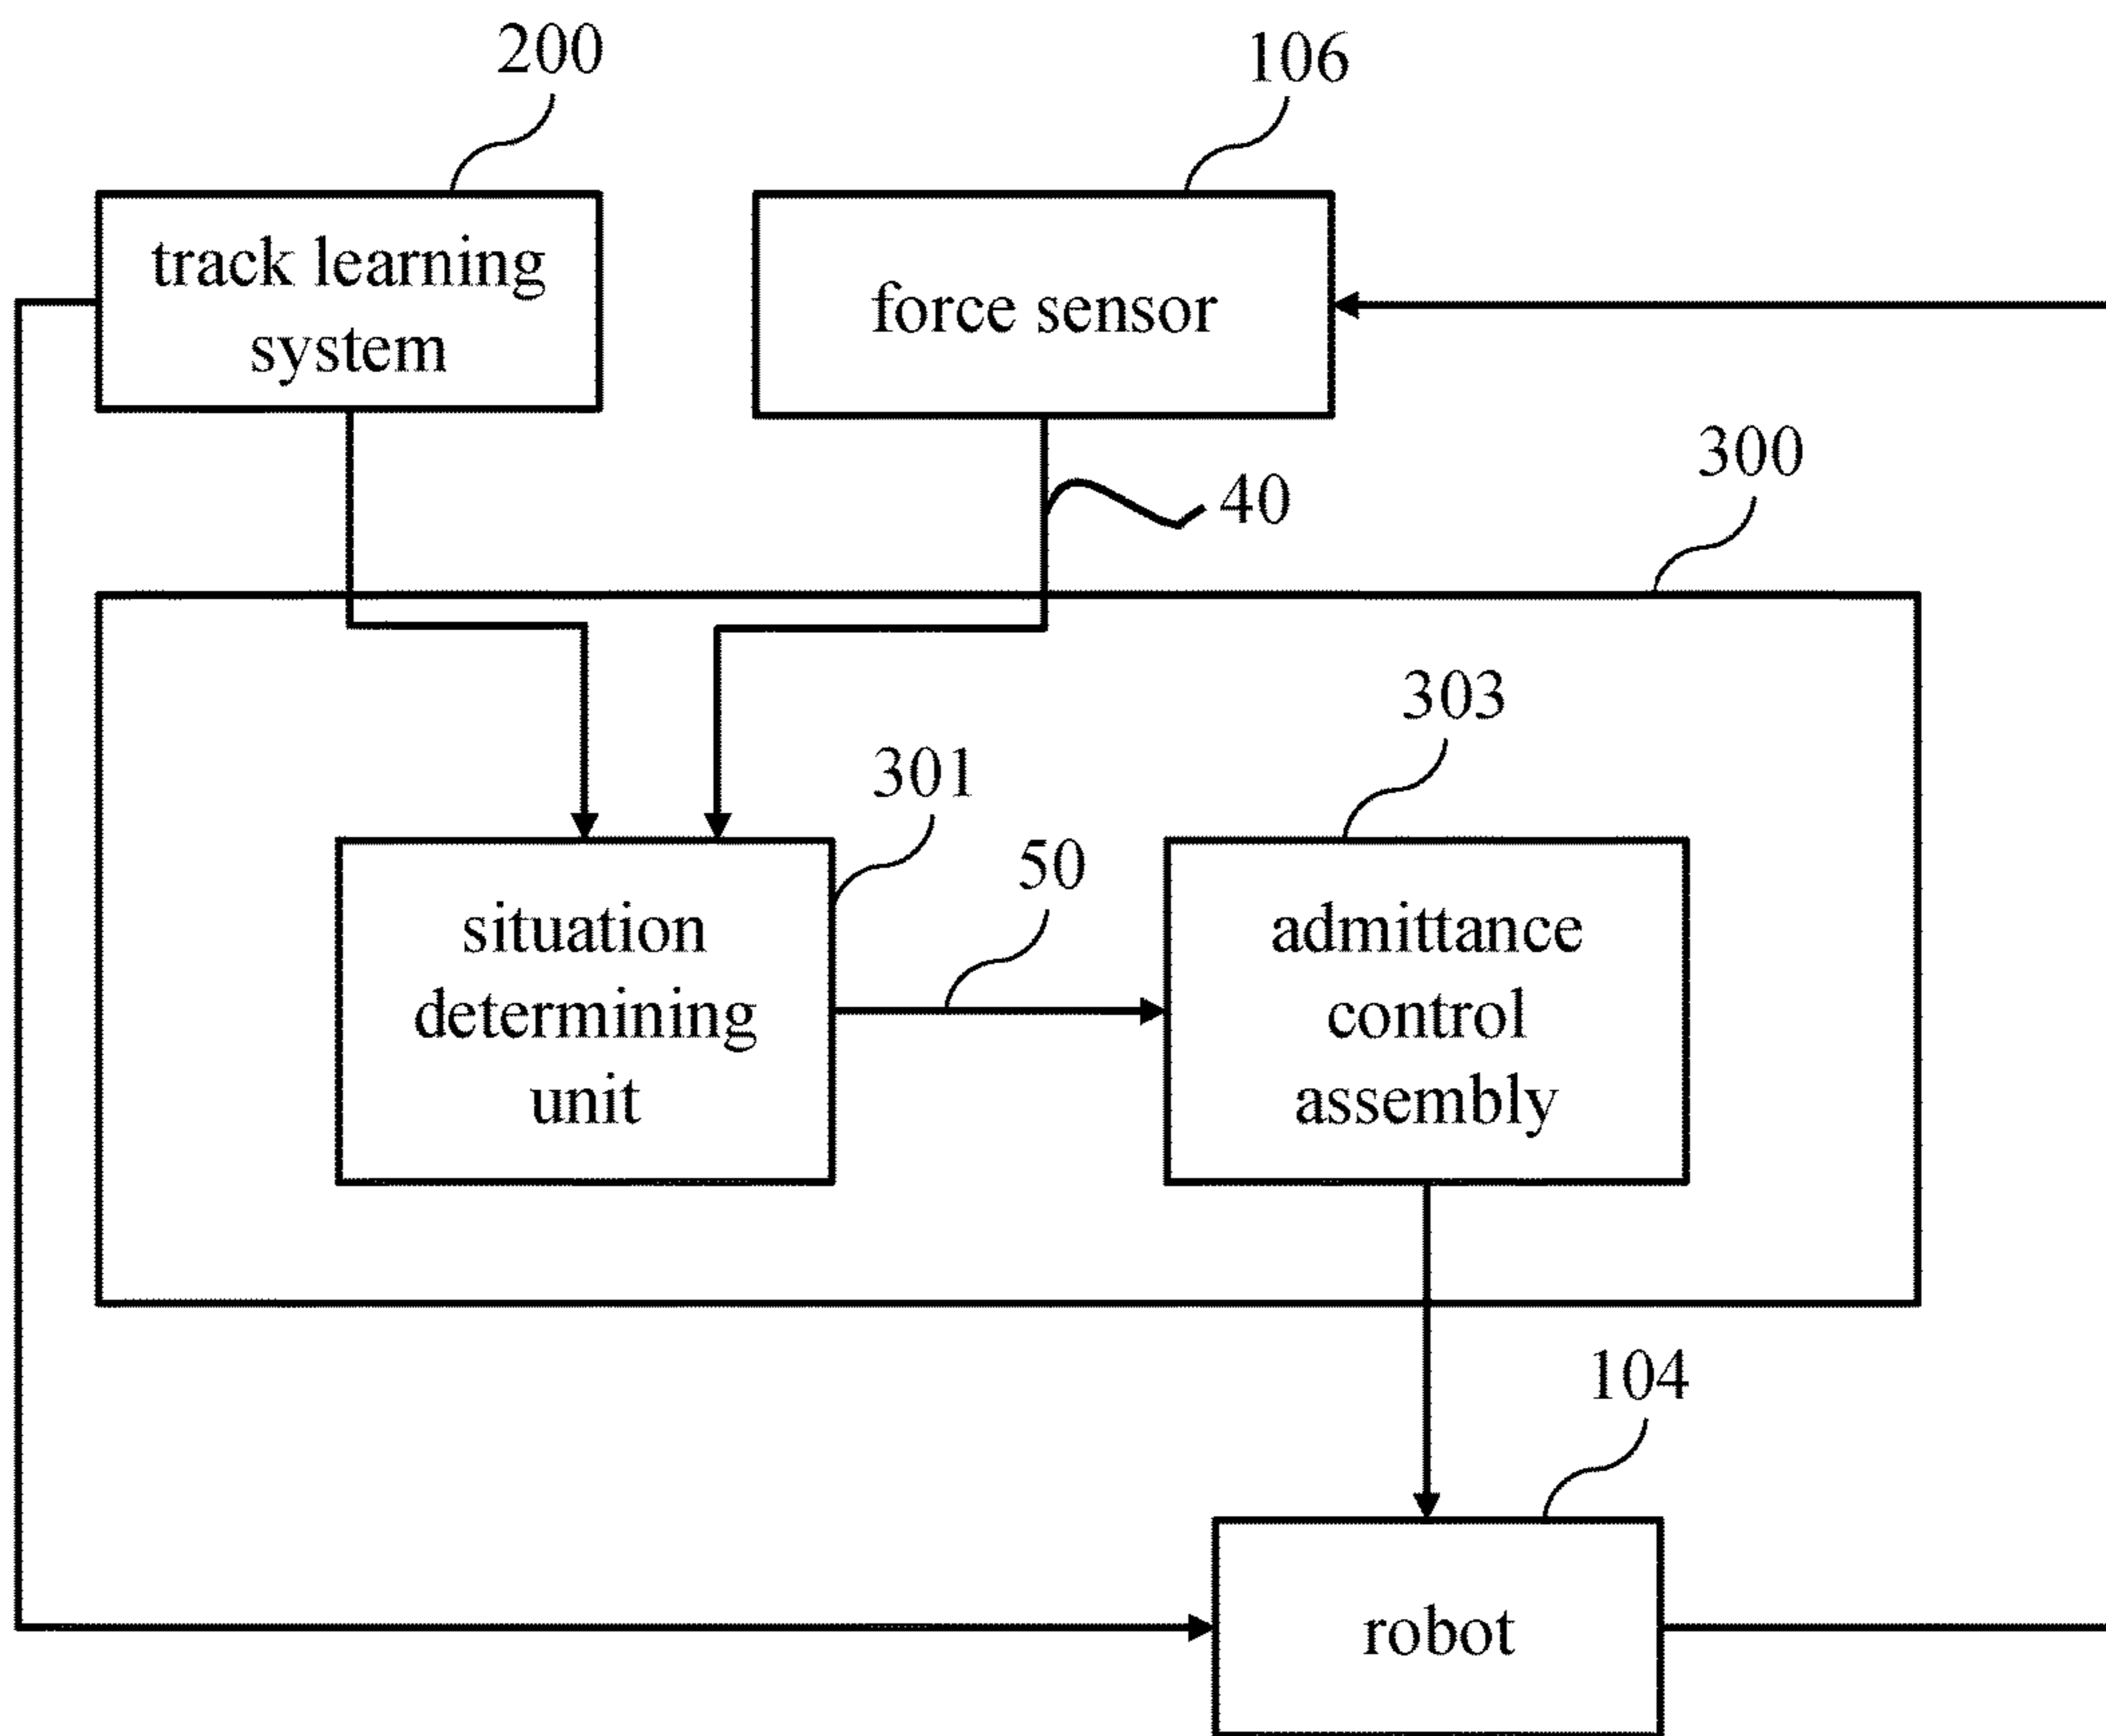 200
106
track learning
system
force sensor
300
40
303
301
50
situation
determining
unit
admittance
control
assembly
104
robot